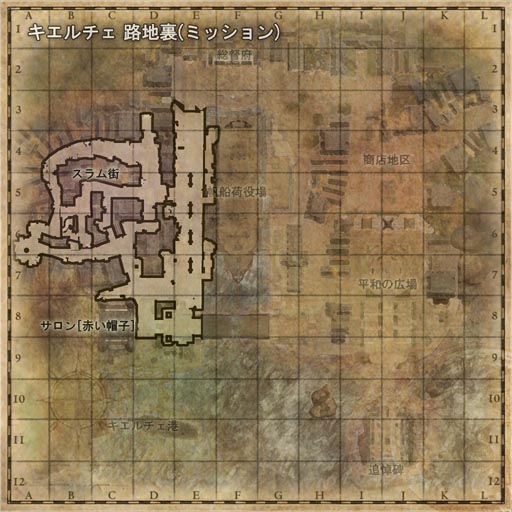 A B C D E F G H I J K L
キエルチェ 路地裏(ミッション)
1 1
総督府
2 2
3 3
4 4
商店地区
スラム街
5 5
帆船荷役場
6 6
7 7
平和の広場
8 8
サロン[赤い帽子]
9 9
10 10
キエルチェ港
11 11
追悼碑
12 12
A B C D E F G H I J K L